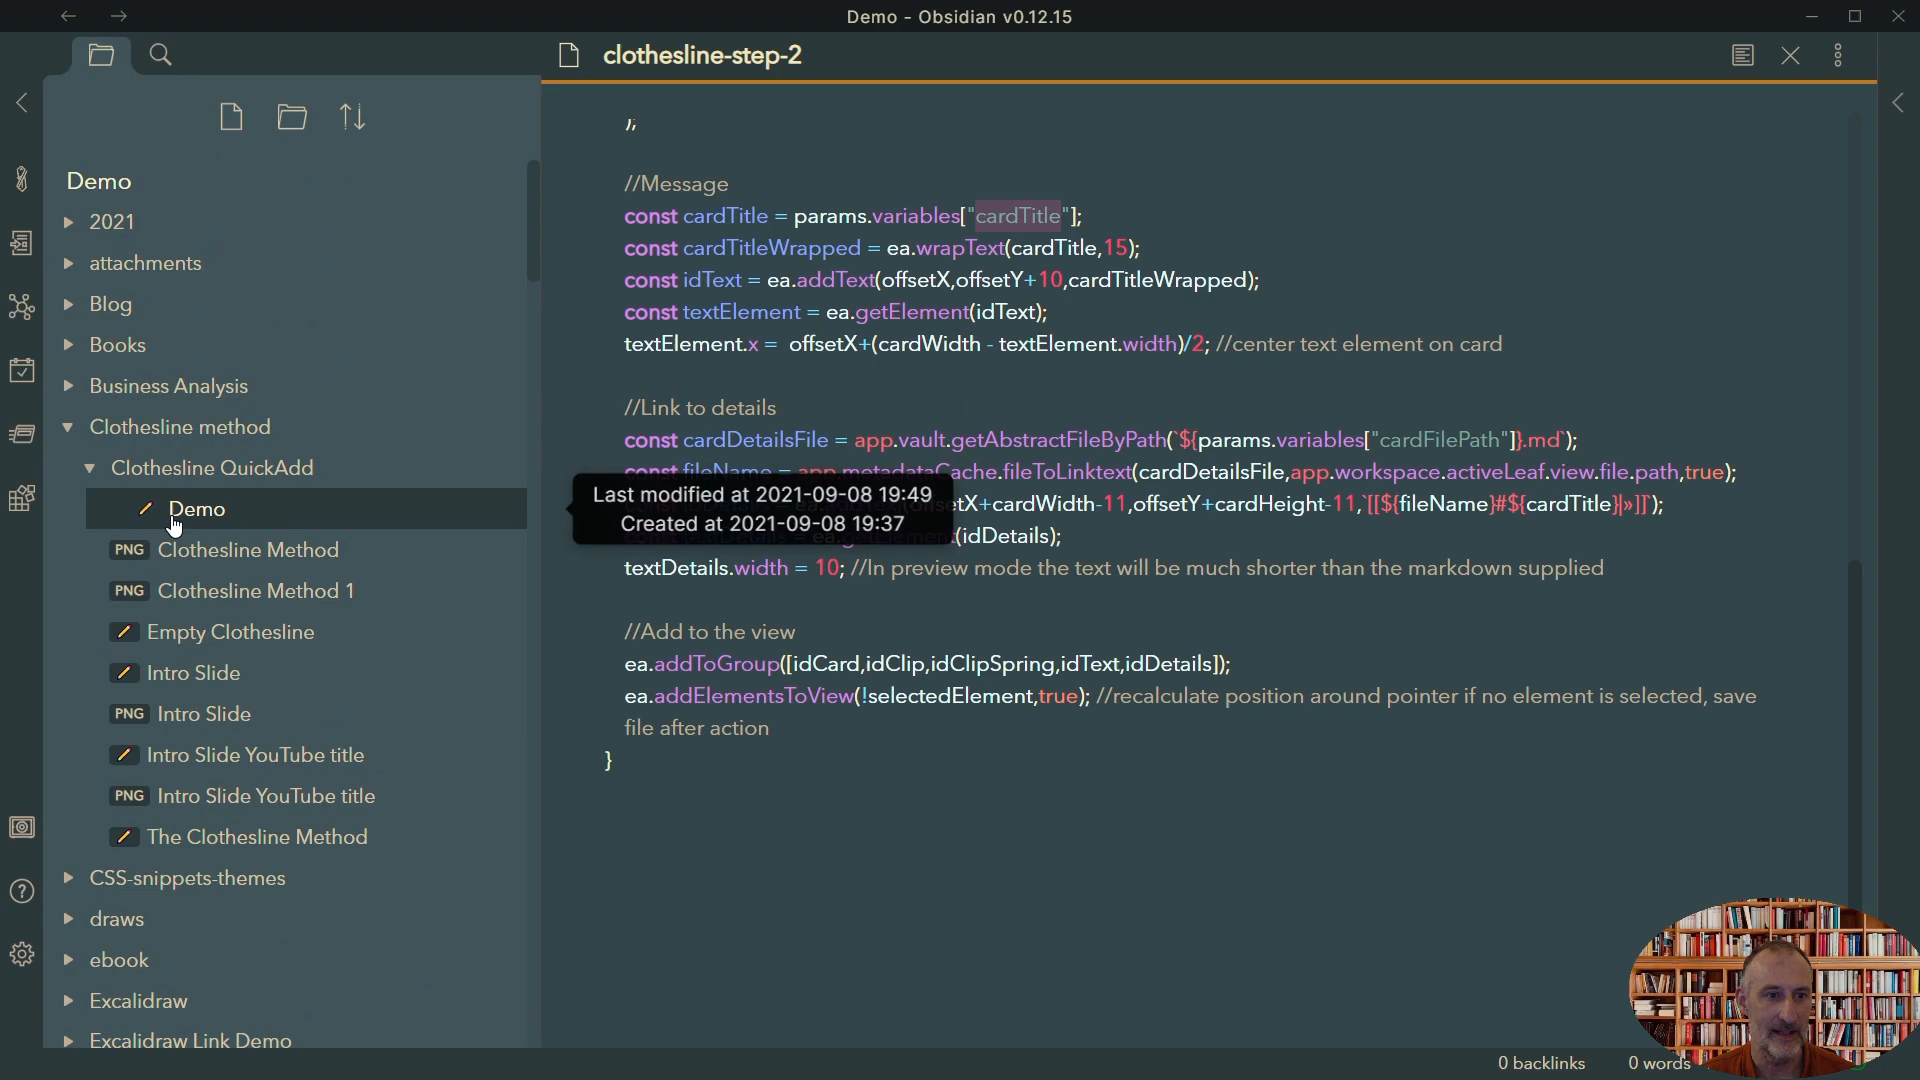 Demo - Obsidian v0.12.15
clothesline-step-2
Demo
2021
attachments
Blog
Books
Business Analysis
Clothesline method
Clothesline QuickAdd
Demo
PNG Clothesline Method
PNG Clothesline Method 1
Empty Clothesline
Intro Slide
PNG Intro Slide
Intro Slide YouTube title
PNG Intro Slide YouTube title
The Clothesline Method
CSS-snippets-themes
draws
ebook
Excalidraw
Excalidraw Link Demo
);
//Message
const cardTitle = params.variables["cardTitle"];
const cardTitleWrapped = ea.wrapText(cardTitle,15);
const idText = ea.addText(offsetX,offsetY+10,cardTitleWrapped);
const textElement = ea.getElement(idText);
textElement.x = offsetX+(cardWidth - textElement.width)/2; //center text element on card
//Link to details
const cardDetailsFile = app.vault.getAbstractFileByPath(`${params.variables["cardFilePath"]}.md`);
const fileName = app.metadataCache.fileToLinktext(cardDetailsFile,app.workspace.activeLeaf.view.file.path,true);
Last modified at 2021-09-08 19:49
Created at 2021-09-08 19:37
etX+cardWidth-11,offsetY+cardHeight-11,`[[${fileName}#${cardTitle}|»]]`);
ea.getElement(idDetails);
textDetails.width = 10; //In preview mode the text will be much shorter than the markdown supplied
//Add to the view
ea.addToGroup([idCard,idClip,idClipSpring,idText,idDetails]);
ea.addElementsToView(!selectedElement,true); //recalculate position around pointer if no element is selected, save
file after action
}
0 backlinks
0 words